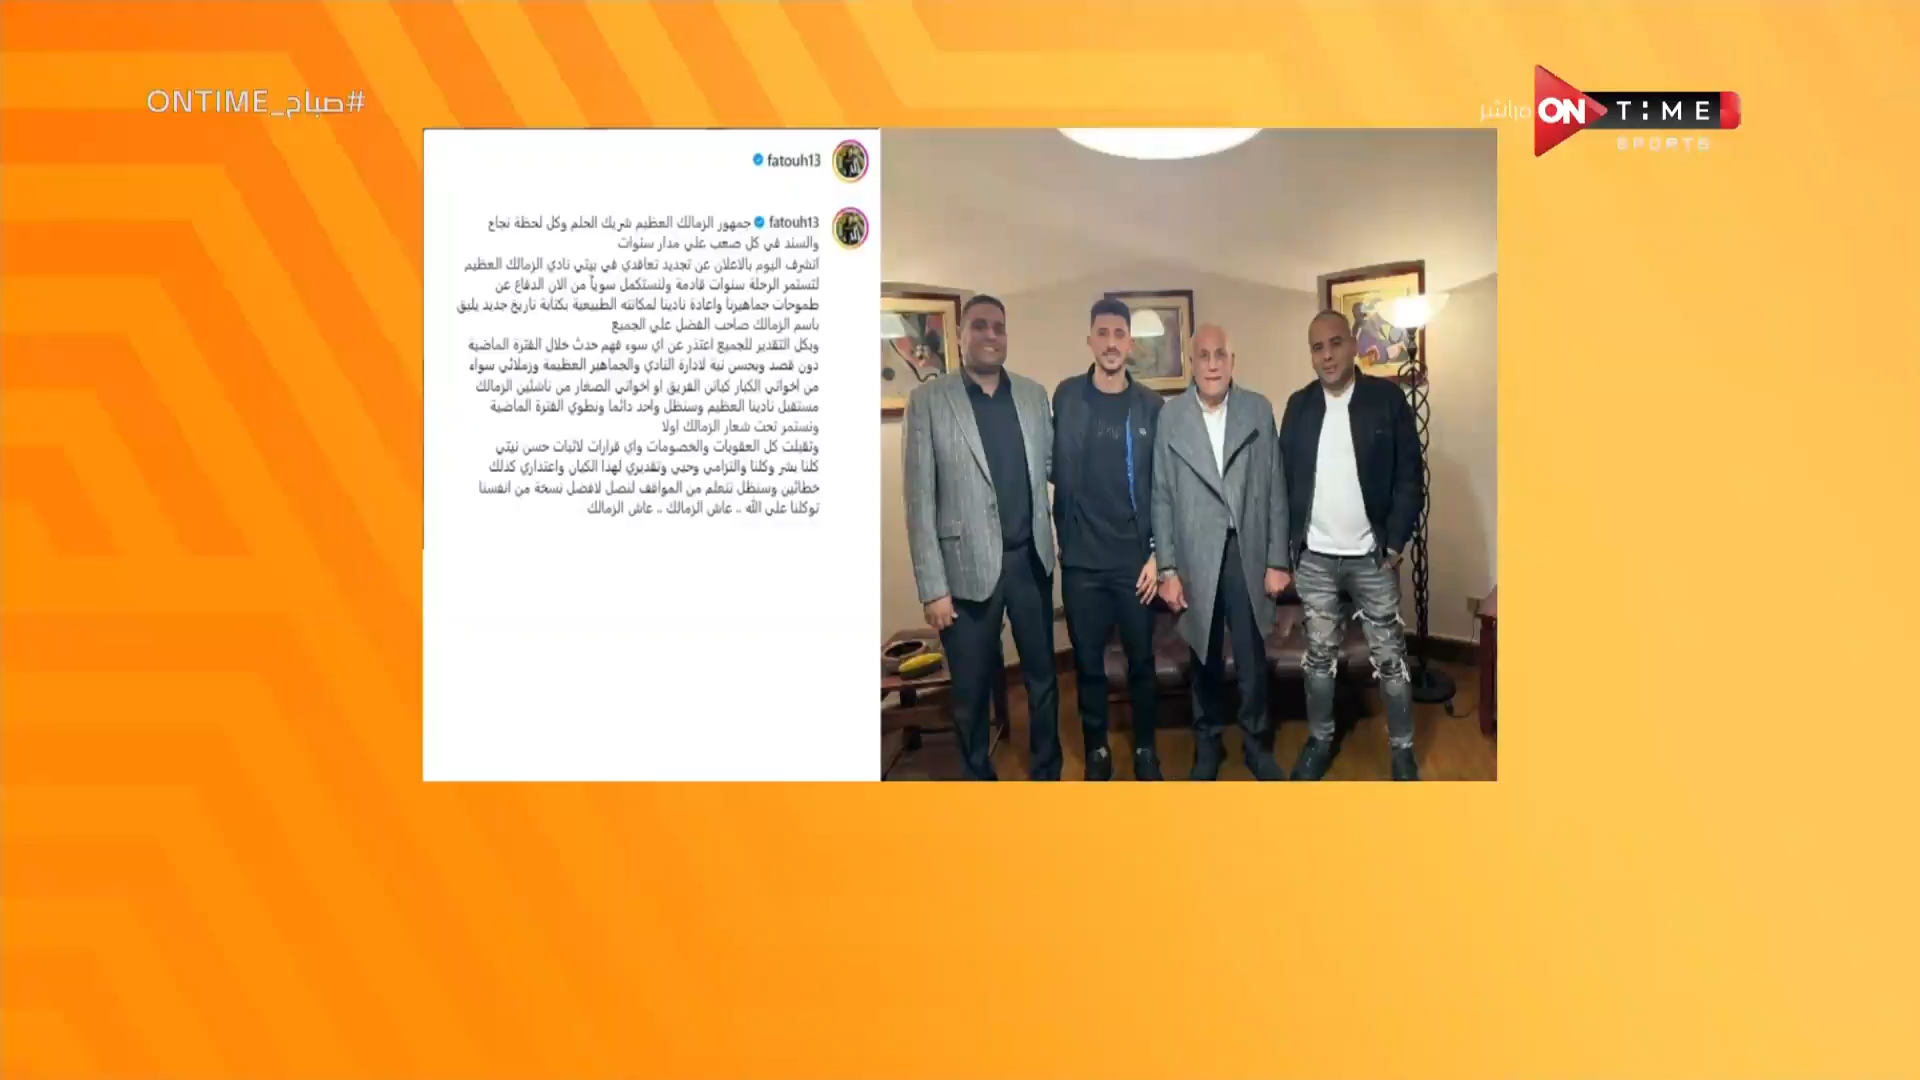 #صباح_ONTIME
مباشر
ON TIME
SPORTS
fatouh13
fatouh13 جمهور الزمالك العظيم شريك الحلم وكل لحظة نجاح
والسند في كل صعب علي مدار سنوات
اتشرف اليوم بالاعلان عن تجديد تعاقدي في بيتي نادي الزمالك العظيم
لتستمر الرحلة سنوات قادمة ولنستكمل سوياً من الان الدفاع عن
طموحات جماهيرنا واعادة نادينا لمكانته الطبيعية بكتابة تاريخ جديد يليق
باسم الزمالك صاحب الفضل علي الجميع
وبكل التقدير للجميع اعتذر عن اي سوء فهم حدث خلال الفترة الماضية
دون قصد وبحسن نية لادارة النادي والجماهير العظيمة وزملائي سواء
من اخواتي الكبار كباتن الفريق او اخواتي الصغار من ناشئين الزمالك
مستقبل نادينا العظيم وسنظل واحد دائما ونطوي الفترة الماضية
ونستمر تحت شعار الزمالك اولا
وتقبلت كل العقوبات والخصومات واي قرارات لاثبات حسن نيتي
كلنا بشر وكلنا والتزامي وحبي وتقديري لهذا الكيان واعتذاري كذلك
خطائين وسنظل نتعلم من المواقف لنصل لافضل نسخة من انفسنا
توكلنا على الله .. عاش الزمالك .. عاش الزمالك